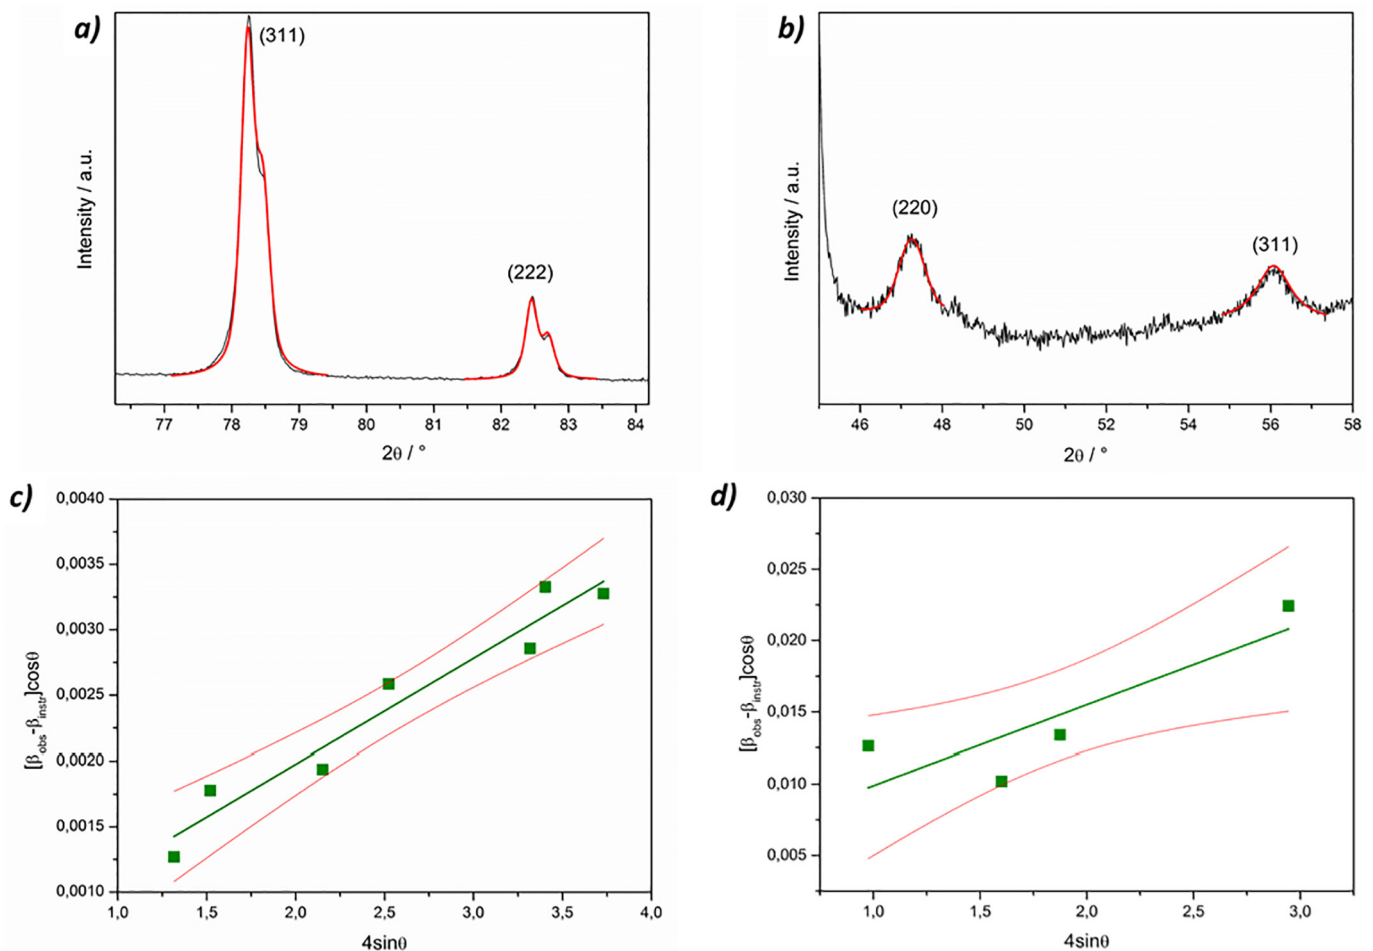 a)
(311)
(222)
Intensity / a.u.
77 78 79 80 81 82 83 84
2θ / °
b)
(220)
(311)
Intensity / a.u.
46 48 50 52 54 56 58
2θ / °
c)
0,0040
0,0035
0,0030
0,0025
0,0020
0,0015
0,0010
[βobs-βinstr]cosθ
1,0 1,5 2,0 2,5 3,0 3,5 4,0
4sinθ
d)
0,030
0,025
0,020
0,015
0,010
0,005
[βobs-βinstr]cosθ
1,0 1,5 2,0 2,5 3,0
4sinθ